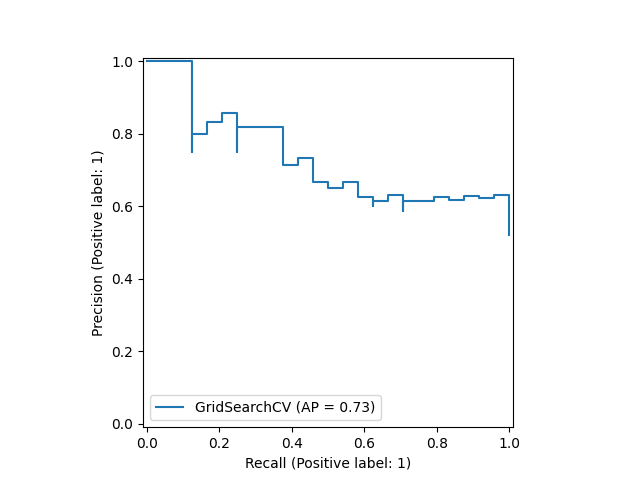 1.0
0.8
0.6
0.4
0.2
0.0
Precision (Positive label: 1)
GridSearchCV (AP = 0.73)
0.0 0.2 0.4 0.6 0.8 1.0
Recall (Positive label: 1)